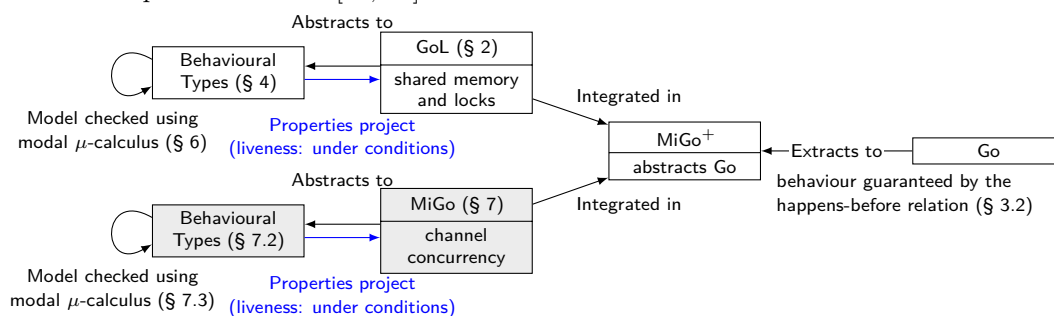 Abstracts to
GoL (§ 2)
Behavioural
Types (§ 4)
shared memory
and locks
Integrated in
Model checked using
modal μ-calculus (§ 6)
Properties project
(liveness: under conditions)
MiGo⁺
abstracts Go
Extracts to
Go
behaviour guaranteed by the
happens-before relation (§ 3.2)
Abstracts to
MiGo (§ 7)
Integrated in
Behavioural
Types (§ 7.2)
channel
concurrency
Model checked using
modal μ-calculus (§ 7.3)
Properties project
(liveness: under conditions)